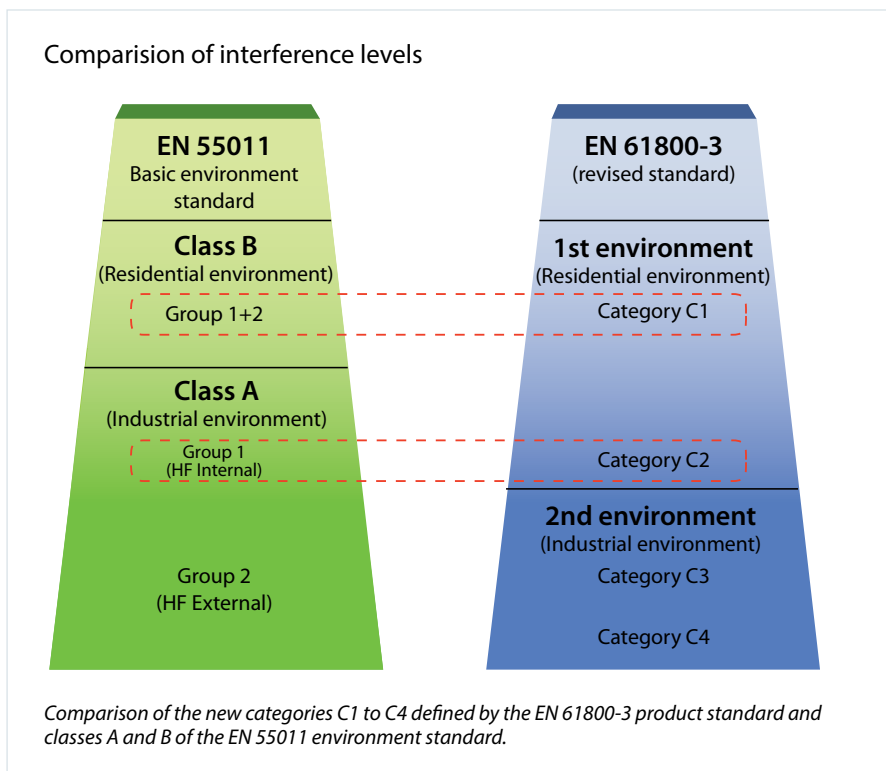 Comparision of interference levels
EN 55011
Basic environment
standard
Class B
(Residential environment)
Group 1+2
Class A
(Industrial environment)
Group 1
(HF Internal)
Group 2
(HF External)
EN 61800-3
(revised standard)
1st environment
(Residential environment)
Category C1
Category C2
2nd environment
(Industrial environment)
Category C3
Category C4
Comparison of the new categories C1 to C4 defined by the EN 61800-3 product standard and
classes A and B of the EN 55011 environment standard.